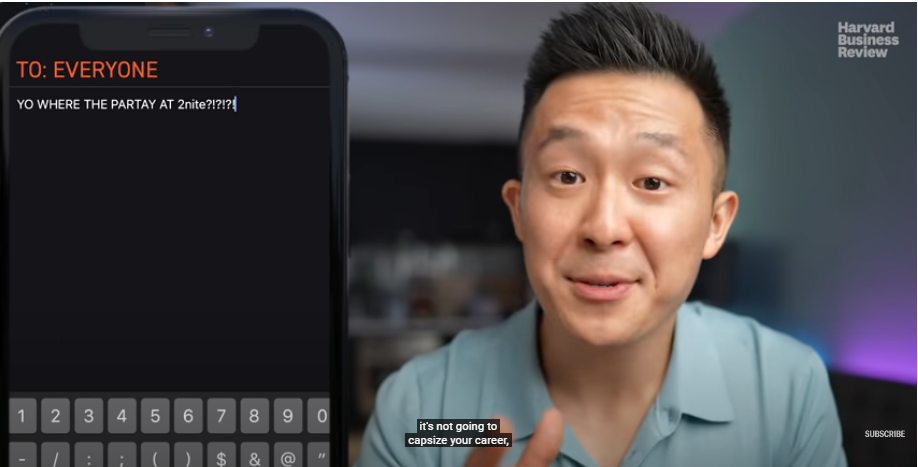 TO: EVERYONE
YO WHERE THE PARTAY AT 2nite?!?!?!
1 2 3 4 5 6 7 8 9 0
- / : ; ( ) $ & @ "
Harvard
Business
Review
it's not going to
capsize your career,
SUBSCRIBE